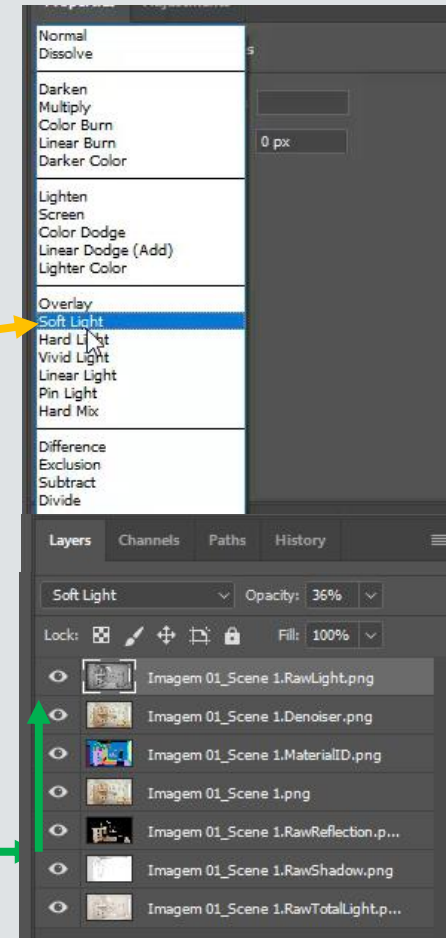 Properties Adjustments
Normal
s
Dissolve
Darken
Multiply
Color Burn
Linear Burn
0 px
Darker Color
Lighten
Screen
Color Dodge
Linear Dodge (Add)
Lighter Color
Overlay
Soft Light
Hard Light
Vivid Light
Linear Light
Pin Light
Hard Mix
Difference
Exclusion
Subtract
Divide
Layers Channels Paths History
Soft Light Opacity: 36%
Lock: Fill: 100%
Imagem 01_Scene 1.RawLight.png
Imagem 01_Scene 1.Denoiser.png
Imagem 01_Scene 1.MaterialID.png
Imagem 01_Scene 1.png
Imagem 01_Scene 1.RawReflection.p...
Imagem 01_Scene 1.RawShadow.png
Imagem 01_Scene 1.RawTotalLight.p...